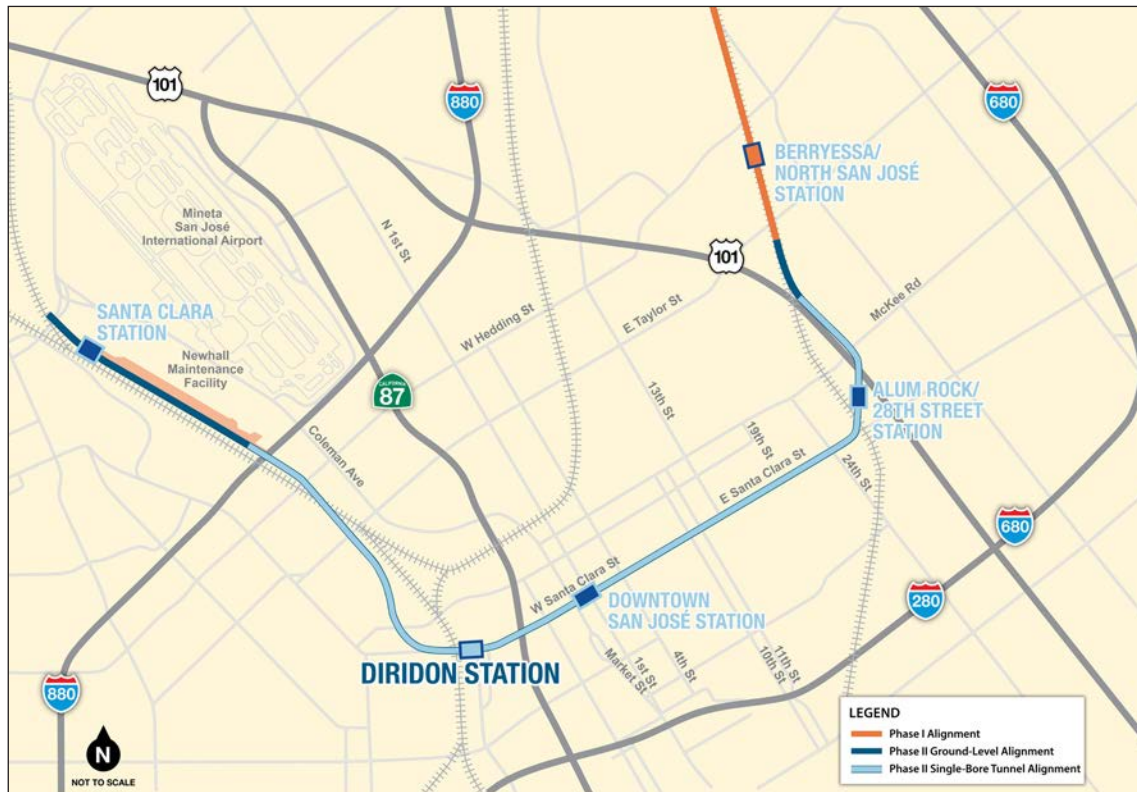 101
880
680
BERRYESSA/
NORTH SAN JOSÉ
STATION
Mineta
San José
International Airport
N 1st St
101
SANTA CLARA
STATION
W Hedding St
E Taylor St
McKee Rd
Newhall
Maintenance
Facility
CALIFORNIA
87
13th St
ALUM ROCK/
28TH STREET
STATION
Coleman Ave
19th St
24th St
E Santa Clara St
680
W Santa Clara St
DOWNTOWN
SAN JOSÉ STATION
280
DIRIDON STATION
Market St
1st St
4th St
10th St
11th St
880
N
NOT TO SCALE
LEGEND
Phase I Alignment
Phase II Ground-Level Alignment
Phase II Single-Bore Tunnel Alignment